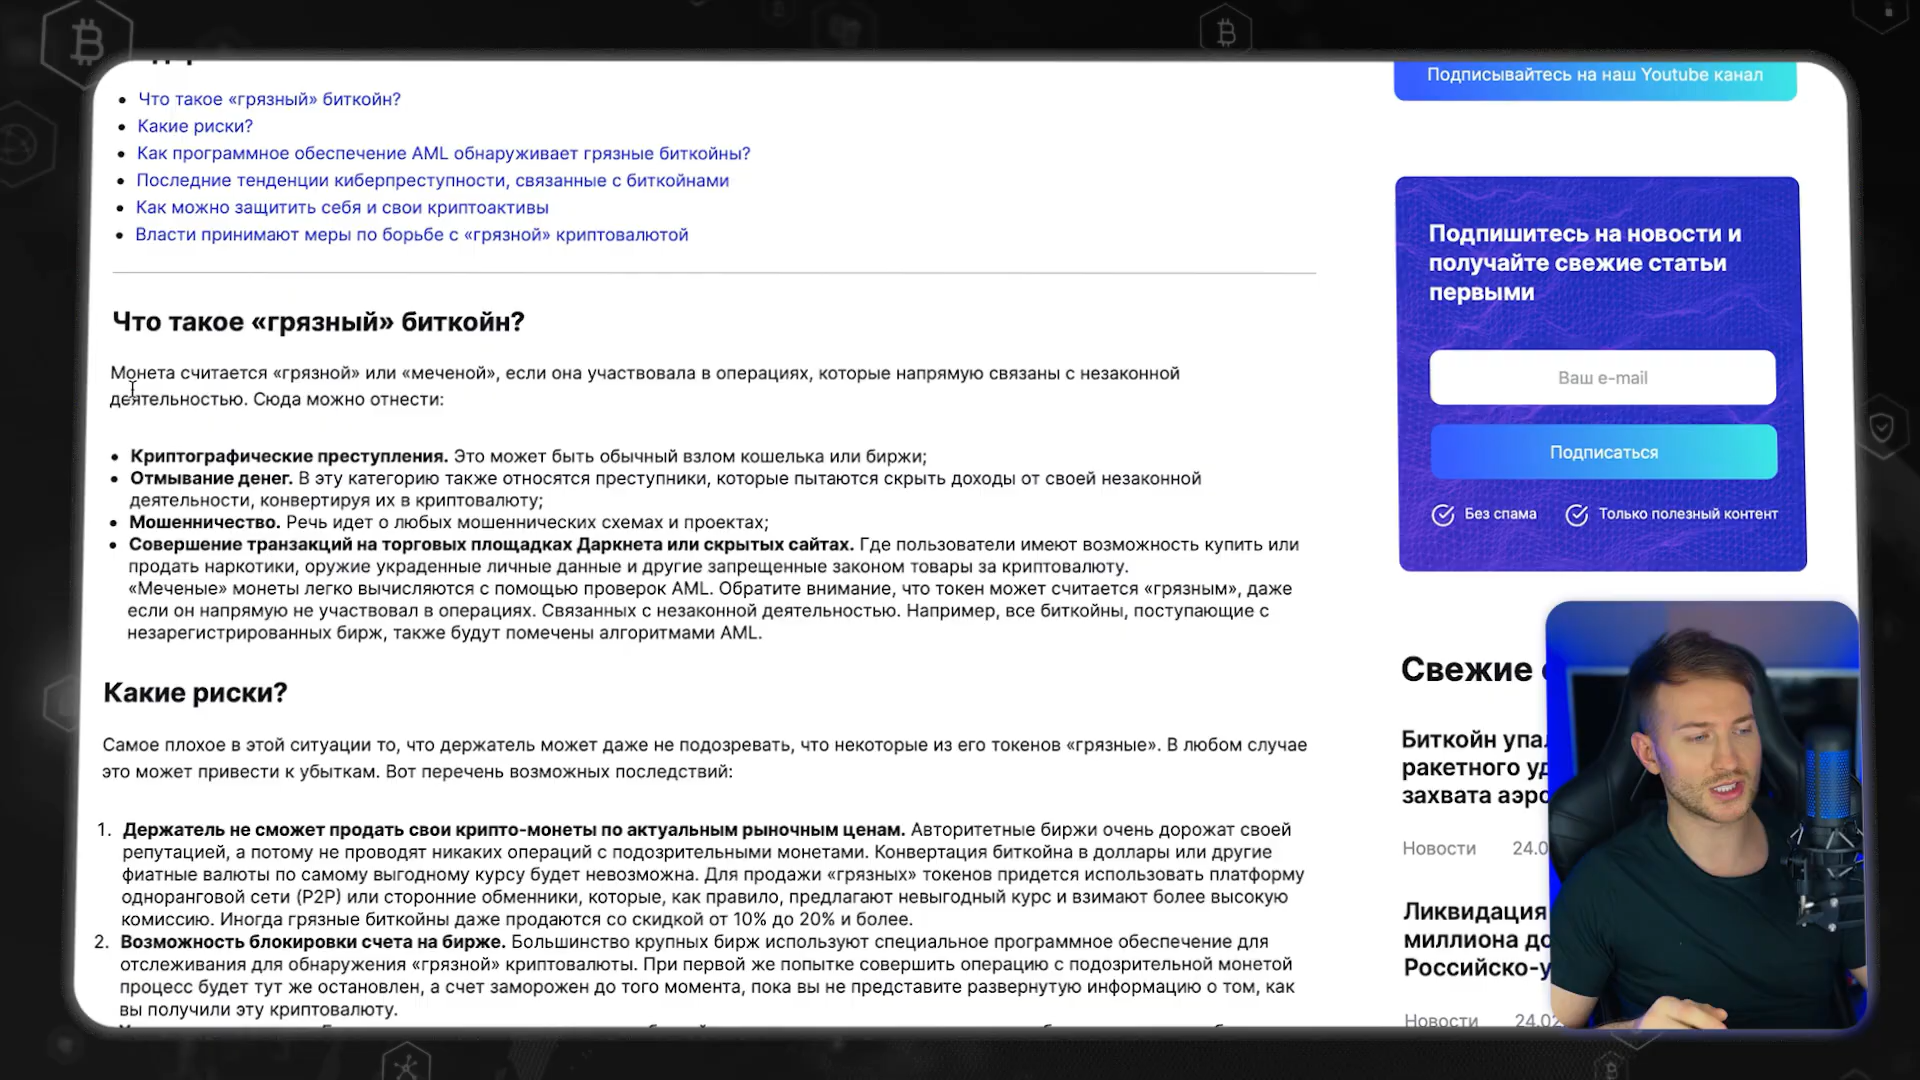 Что такое «грязный» биткойн?
Какие риски?
Как программное обеспечение AML обнаруживает грязные биткойны?
Последние тенденции киберпреступности, связанные с биткойнами
Как можно защитить себя и свои криптоактивы
Власти принимают меры по борьбе с «грязной» криптовалютой
Что такое «грязный» биткойн?
Монета считается «грязной» или «меченой», если она участвовала в операциях, которые напрямую связаны с незаконной
деятельностью. Сюда можно отнести:
Криптографические преступления. Это может быть обычный взлом кошелька или биржи;
Отмывание денег. В эту категорию также относятся преступники, которые пытаются скрыть доходы от своей незаконной
деятельности, конвертируя их в криптовалюту;
Мошенничество. Речь идет о любых мошеннических схемах и проектах;
Совершение транзакций на торговых площадках Даркнета или скрытых сайтах. Где пользователи имеют возможность купить или
продать наркотики, оружие украденные личные данные и другие запрещенные законом товары за криптовалюту.
«Меченые» монеты легко вычисляются с помощью проверок AML. Обратите внимание, что токен может считается «грязным», даже
если он напрямую не участвовал в операциях. Связанных с незаконной деятельностью. Например, все биткойны, поступающие с
незарегистрированных бирж, также будут помечены алгоритмами AML.
Какие риски?
Самое плохое в этой ситуации то, что держатель может даже не подозревать, что некоторые из его токенов «грязные». В любом случае
это может привести к убыткам. Вот перечень возможных последствий:
1. Держатель не сможет продать свои крипто-монеты по актуальным рыночным ценам. Авторитетные биржи очень дорожат своей
репутацией, а потому не проводят никаких операций с подозрительными монетами. Конвертация биткойна в доллары или другие
фиатные валюты по самому выгодному курсу будет невозможна. Для продажи «грязных» токенов придется использовать платформу
одноранговой сети (P2P) или сторонние обменники, которые, как правило, предлагают невыгодный курс и взимают более высокую
комиссию. Иногда грязные биткойны даже продаются со скидкой от 10% до 20% и более.
2. Возможность блокировки счета на бирже. Большинство крупных бирж используют специальное программное обеспечение для
отслеживания для обнаружения «грязной» криптовалюты. При первой же попытке совершить операцию с подозрительной монетой
процесс будет тут же остановлен, а счет заморожен до того момента, пока вы не представите развернутую информацию о том, как
вы получили эту криптовалюту.
Подписывайтесь на наш Youtube канал
Подпишитесь на новости и
получайте свежие статьи
первыми
Ваш e-mail
Подписаться
Без спама
Только полезный контент
Свежие
Биткойн упал
ракетного уд
захвата аэро
Новости 24.0
Ликвидация
миллиона до
Российско-у
Новости 24.02